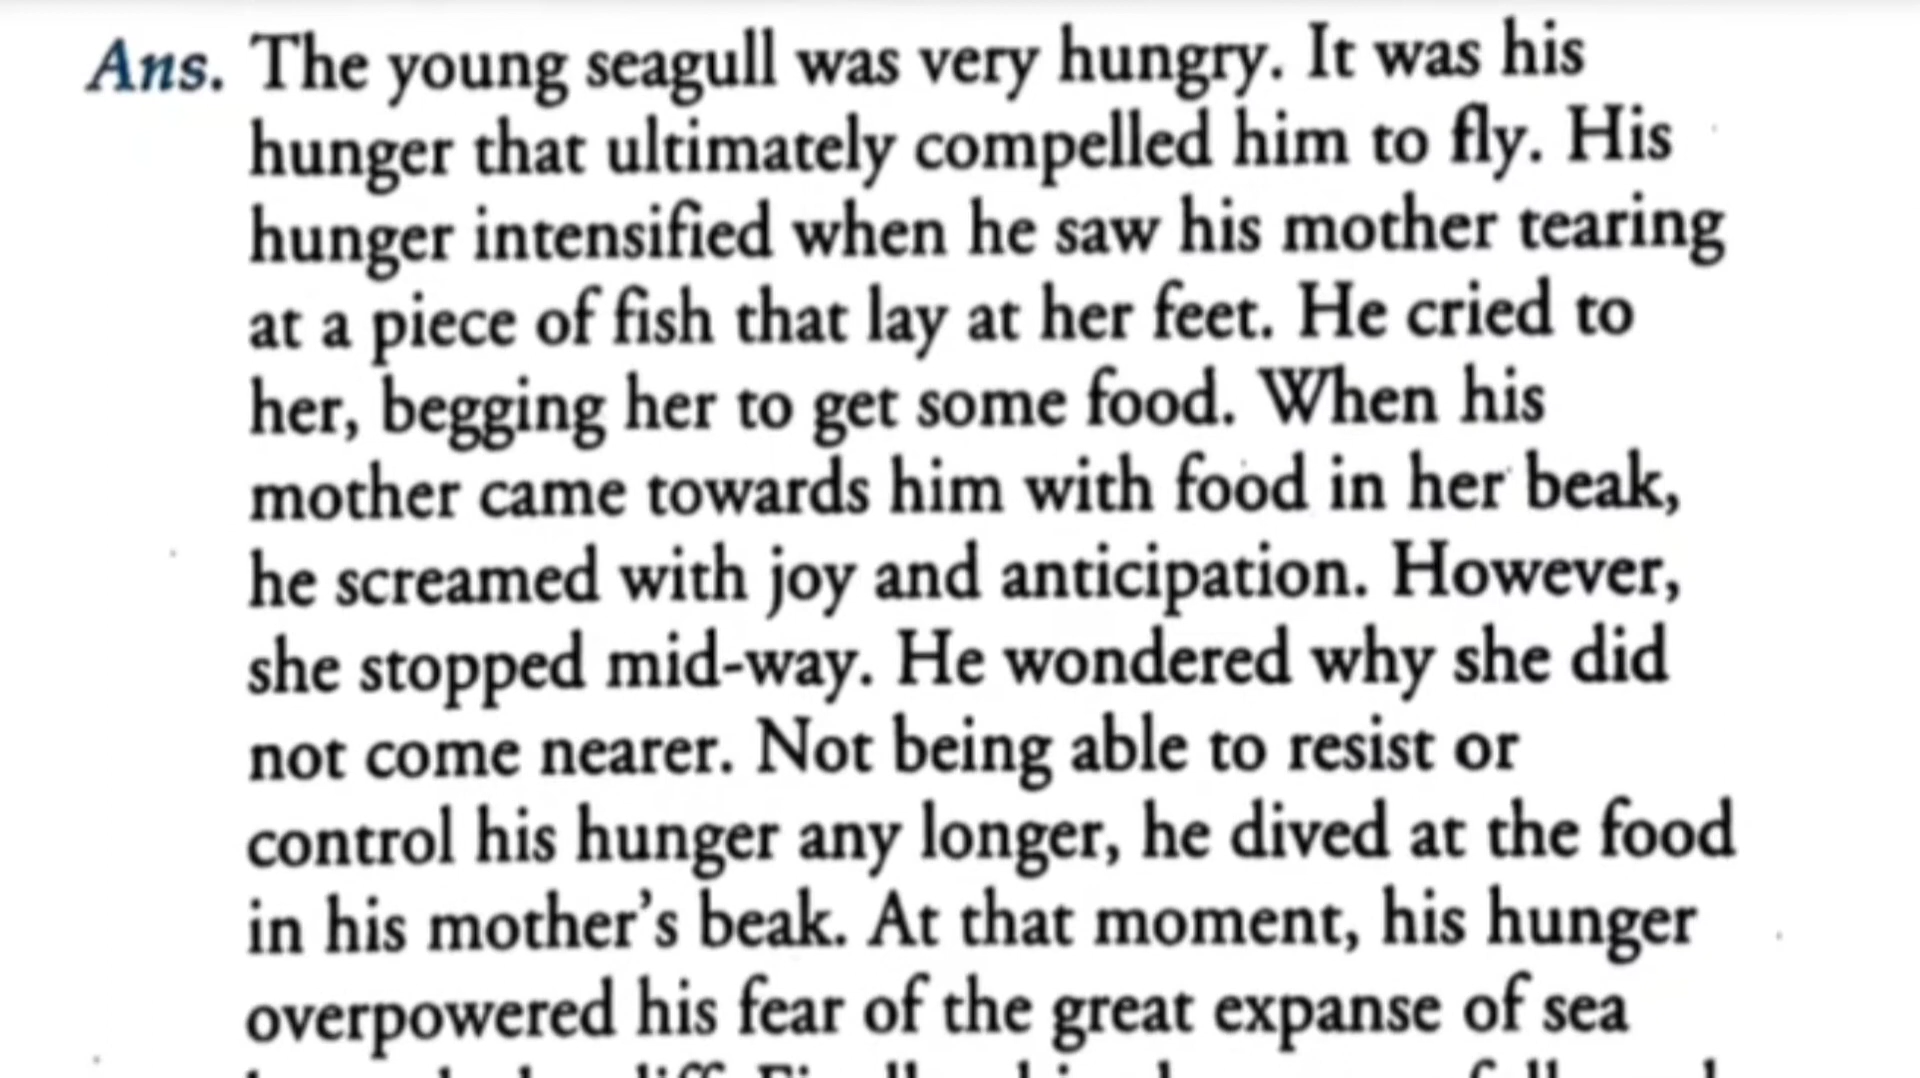 Ans. The young seagull was very hungry. It was his
hunger that ultimately compelled him to fly. His
hunger intensified when he saw his mother tearing
at a piece of fish that lay at her feet. He cried to
her, begging her to get some food. When his
mother came towards him with food in her beak,
he screamed with joy and anticipation. However,
she stopped mid-way. He wondered why she did
not come nearer. Not being able to resist or
control his hunger any longer, he dived at the food
in his mother's beak. At that moment, his hunger
overpowered his fear of the great expanse of sea